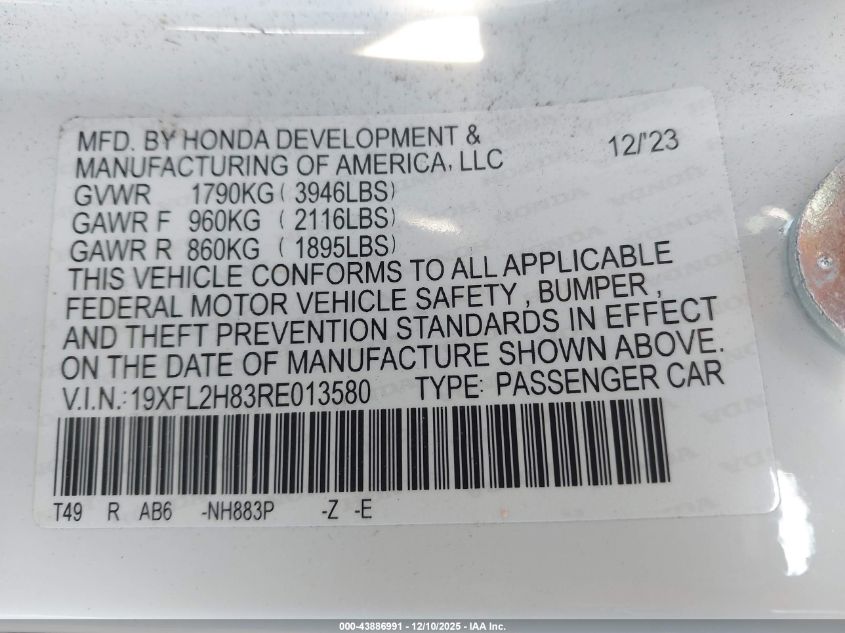 MFD. BY HONDA DEVELOPMENT & MANUFACTURING OF AMERICA, LLC 12/'23
GVWR 1790KG ( 3946LBS)
GAWR F 960KG ( 2116LBS)
GAWR R 860KG ( 1895LBS)
THIS VEHICLE CONFORMS TO ALL APPLICABLE
FEDERAL MOTOR VEHICLE SAFETY , BUMPER ,
AND THEFT PREVENTION STANDARDS IN EFFECT
ON THE DATE OF MANUFACTURE SHOWN ABOVE.
V.I.N.: 19XFL2H83RE013580 TYPE: PASSENGER CAR
T49 R AB6 -NH883P -Z -E
000-43886991 — 12/10/2025 - IAA Inc.